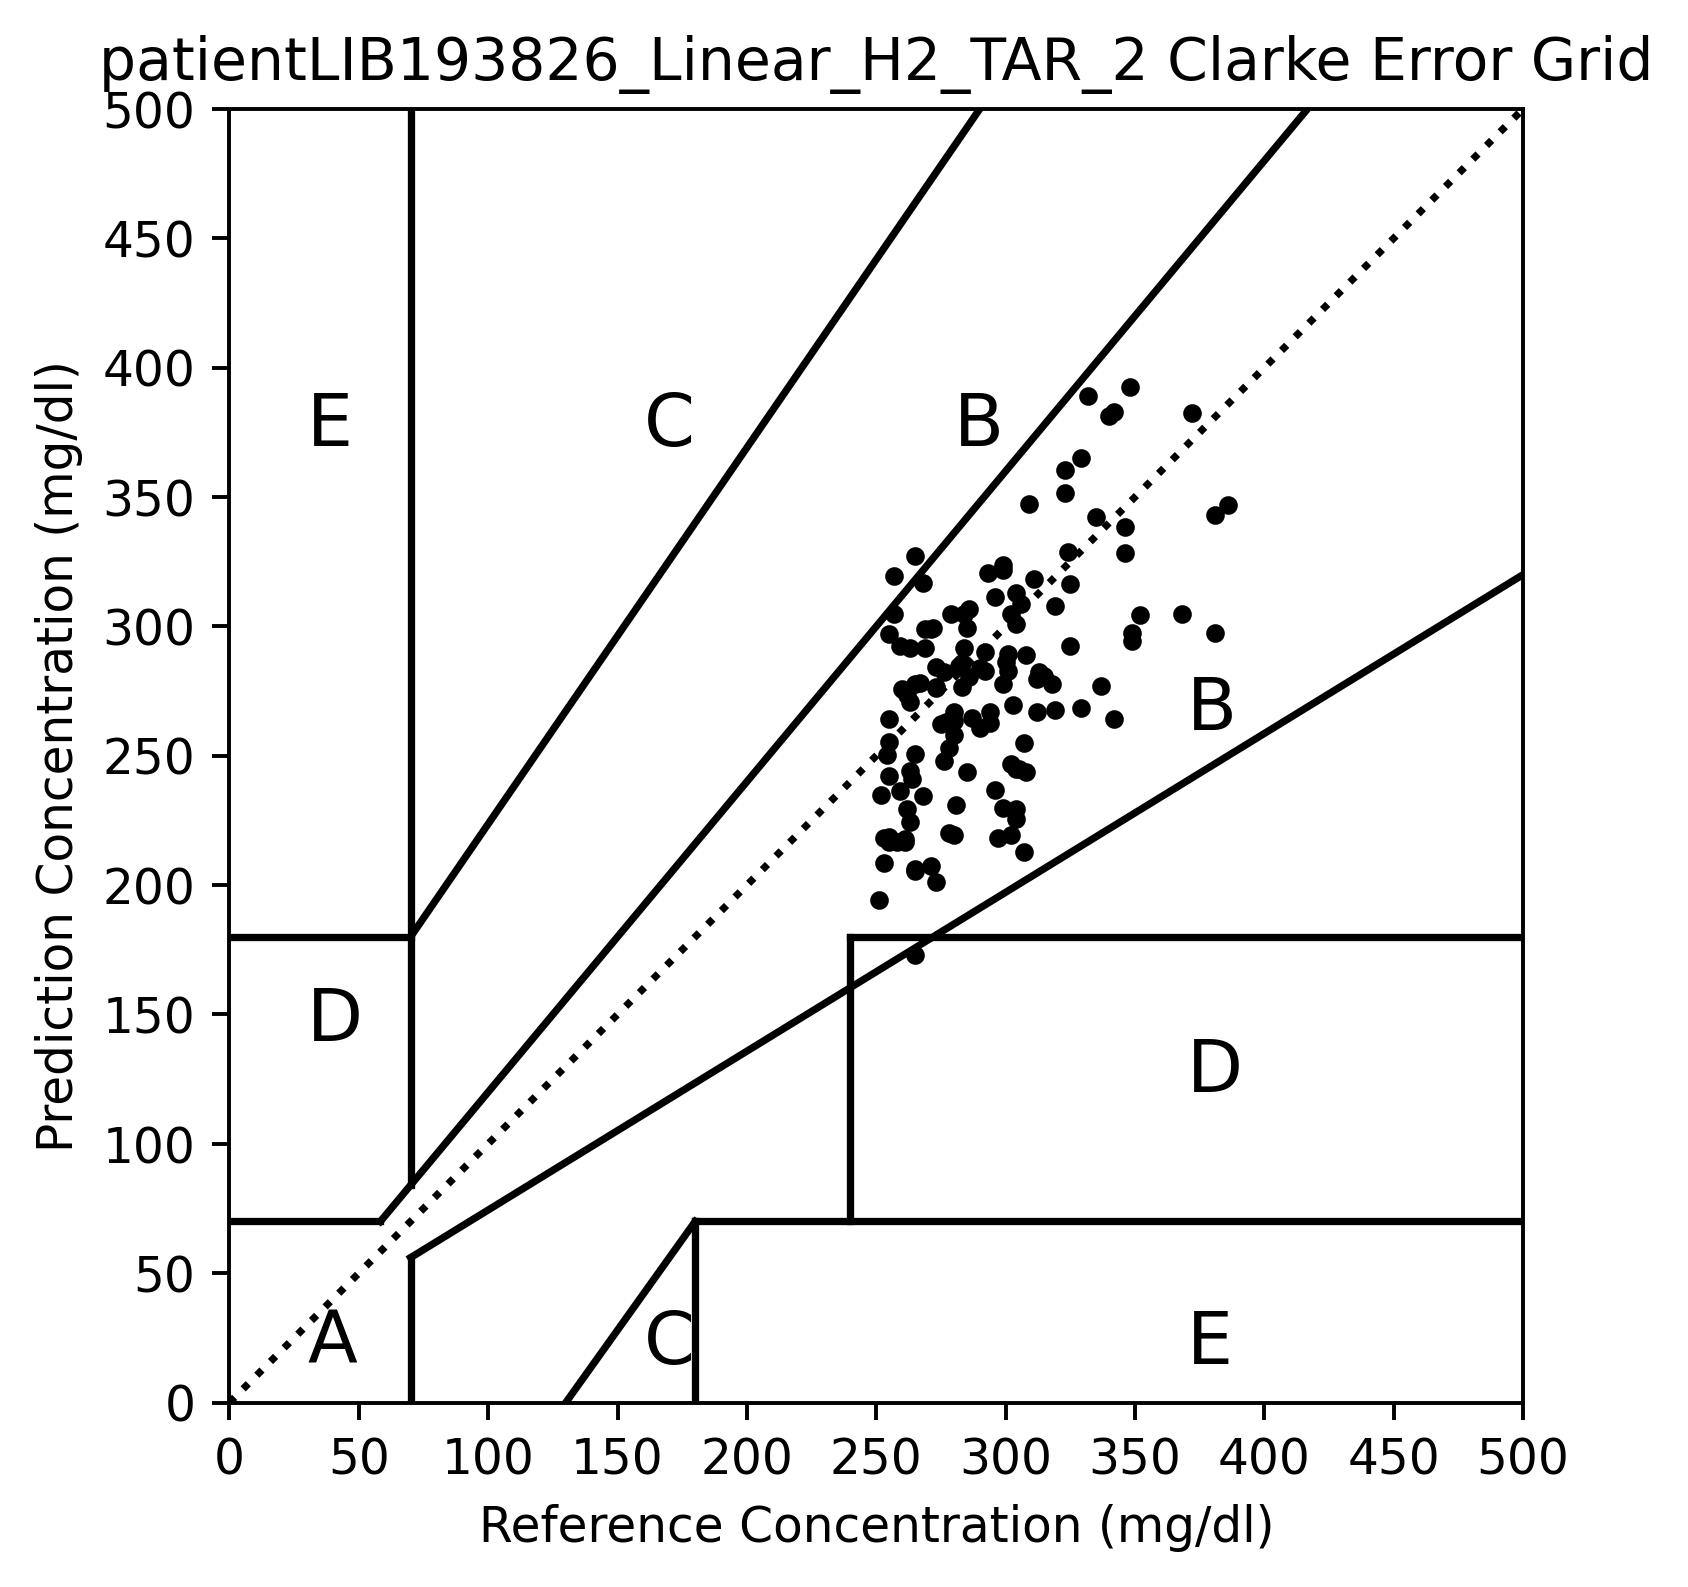 patientLIB193826_Linear_H2_TAR_2 Clarke Error Grid
500
450
400
350
300
250
200
150
100
50
0
Prediction Concentration (mg/dl)
E
C
B
B
D
D
A
C
E
0 50 100 150 200 250 300 350 400 450 500
Reference Concentration (mg/dl)